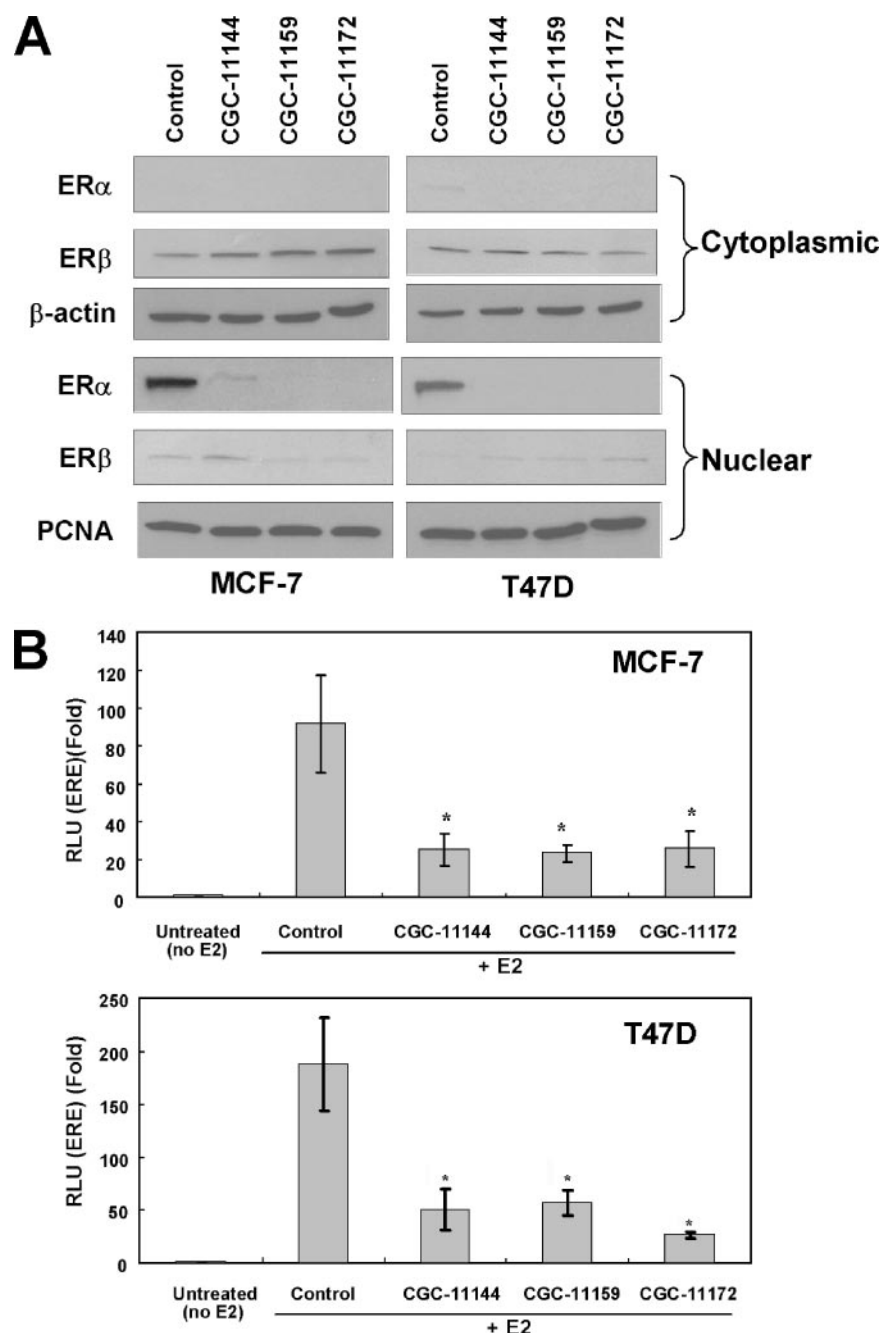 A
Control
CGC-11144
CGC-11159
CGC-11172
Control
CGC-11144
CGC-11159
CGC-11172
ERα
ERβ
β-actin
Cytoplasmic
ERα
ERβ
PCNA
Nuclear
MCF-7
T47D
B
MCF-7
RLU (ERE)(Fold)
140
120
100
80
60
40
20
0
*
*
*
Untreated
(no E2)
Control
CGC-11144
CGC-11159
CGC-11172
+ E2
T47D
RLU (ERE) (Fold)
250
200
150
100
50
0
*
*
*
Untreated
(no E2)
Control
CGC-11144
CGC-11159
CGC-11172
+ E2